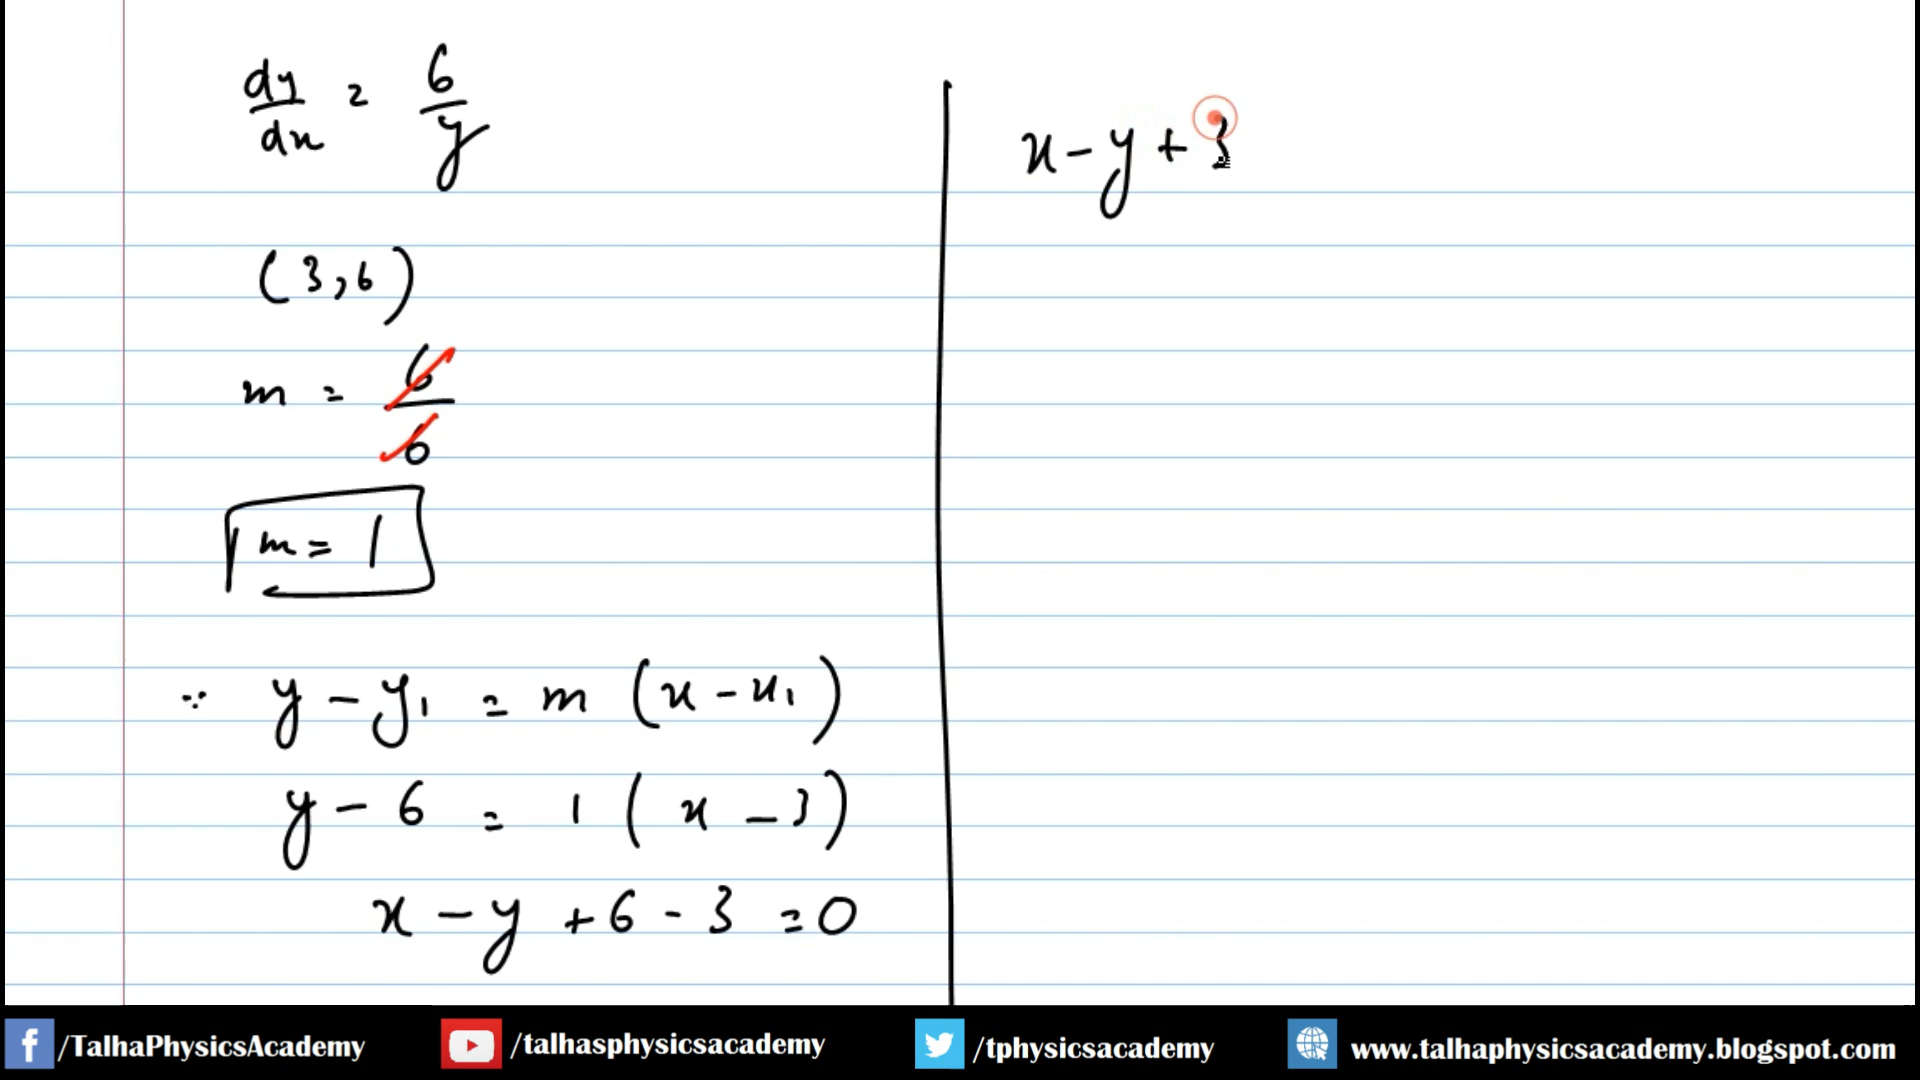 dy/dx = 6/y
(3,6)
m = 6/6
m = 1
∵ y - y₁ = m (x - x₁)
y - 6 = 1 (x - 3)
x - y + 6 - 3 = 0
x - y + 3
/TalhaPhysicsAcademy
/talhasphysicsacademy
/tphysicsacademy
www.talhaphysicsacademy.blogspot.com